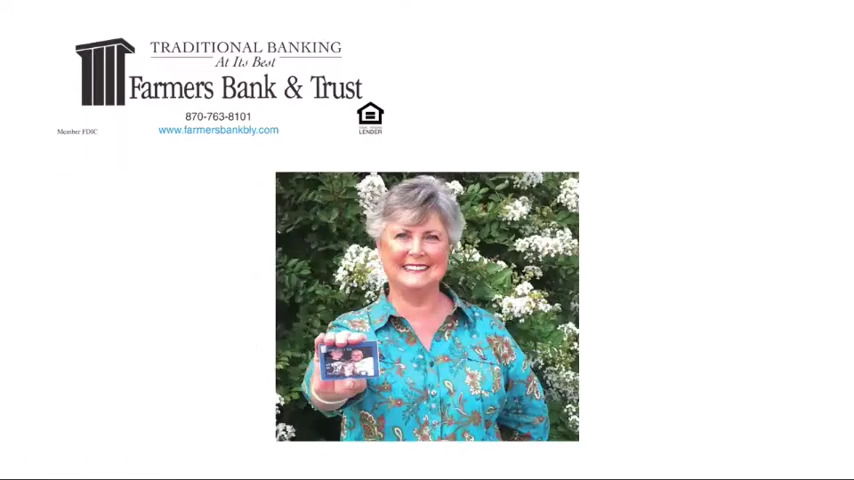 TRADITIONAL BANKING
At Its Best
Farmers Bank & Trust
870-763-8101
www.farmersbankbly.com
Member FDIC
LENDER